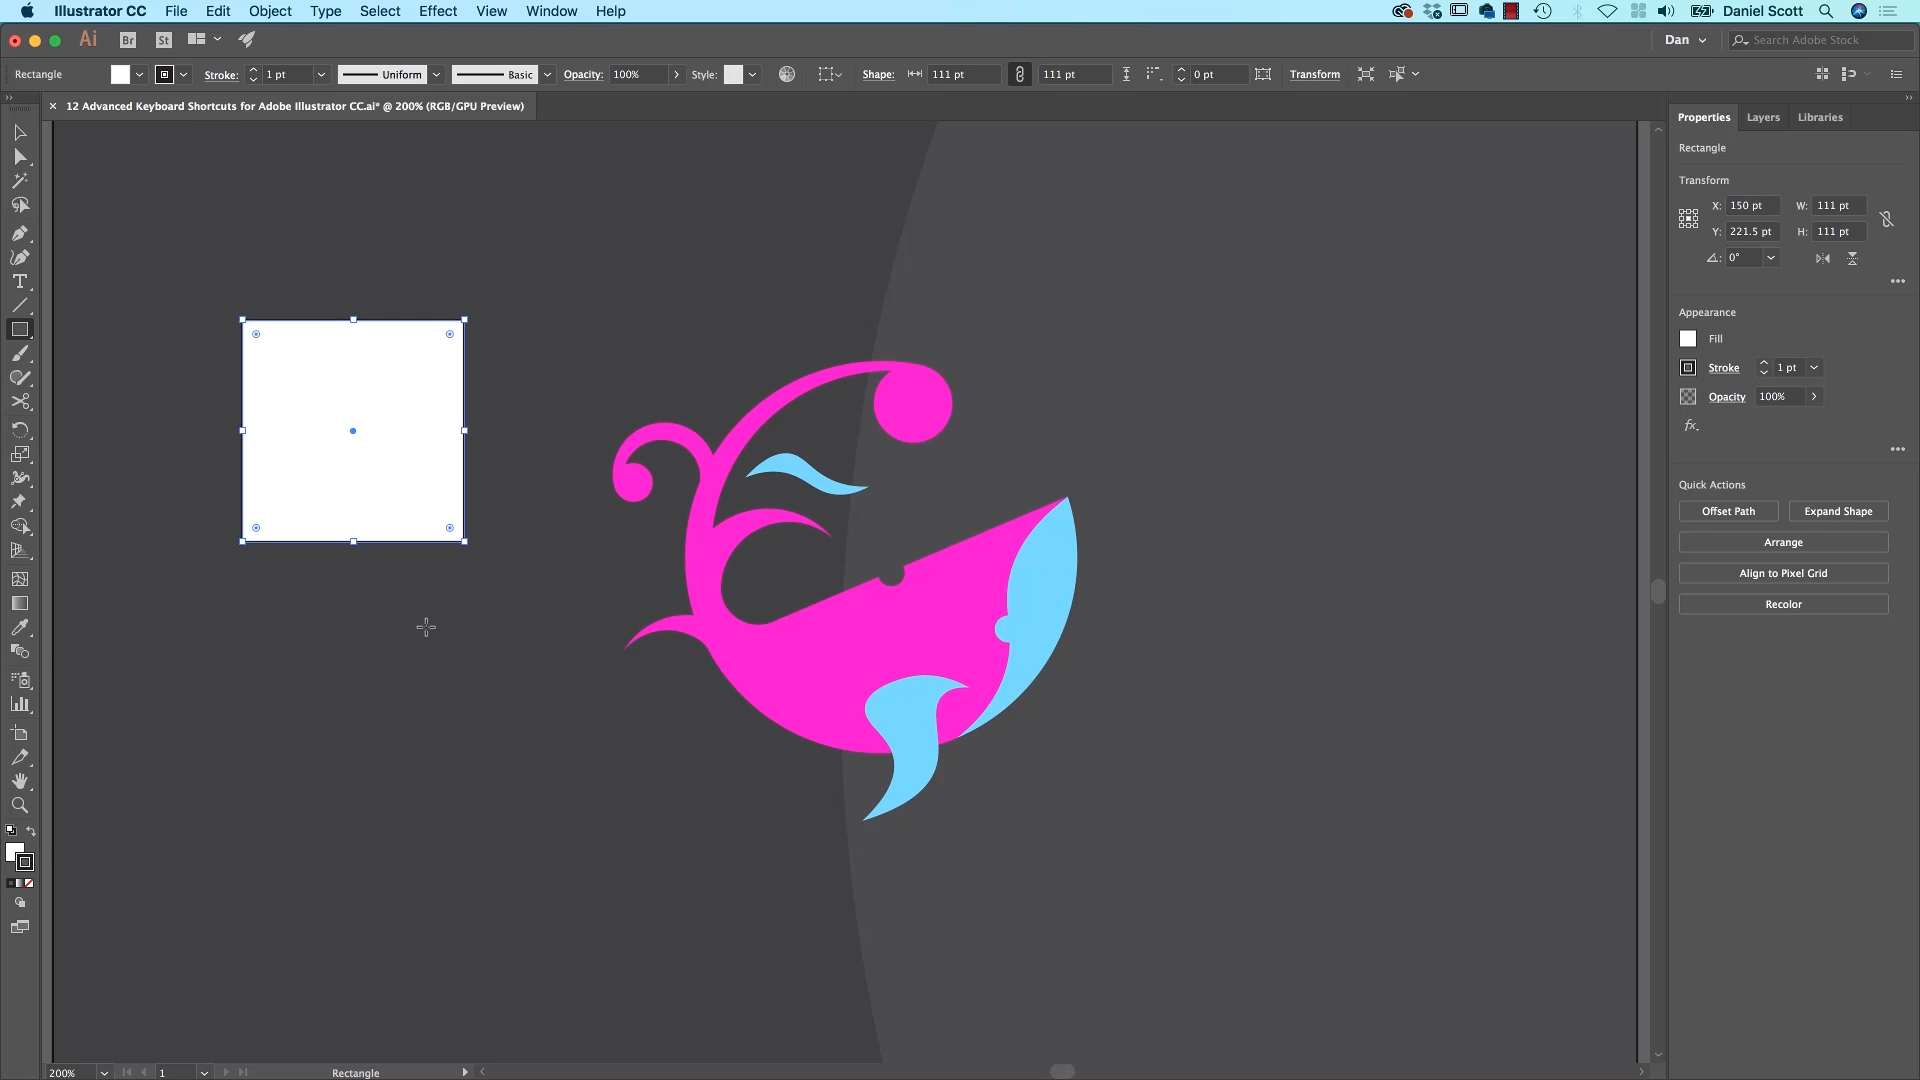 Illustrator CC File Edit Object Type Select Effect View Window Help Daniel Scott
Ai Br St Dan Search Adobe Stock
Rectangle Stroke: 1 pt Uniform Basic Opacity: 100% Style: Shape: 111 pt 111 pt 0 pt Transform
12 Advanced Keyboard Shortcuts for Adobe Illustrator CC.ai* @ 200% (RGB/GPU Preview)
Properties Layers Libraries
Rectangle
Transform
X: 150 pt W: 111 pt
Y: 221.5 pt H: 111 pt
0°
Appearance
Fill
Stroke 1 pt
Opacity 100%
fx.
Quick Actions
Offset Path Expand Shape
Arrange
Align to Pixel Grid
Recolor
200% 1 Rectangle